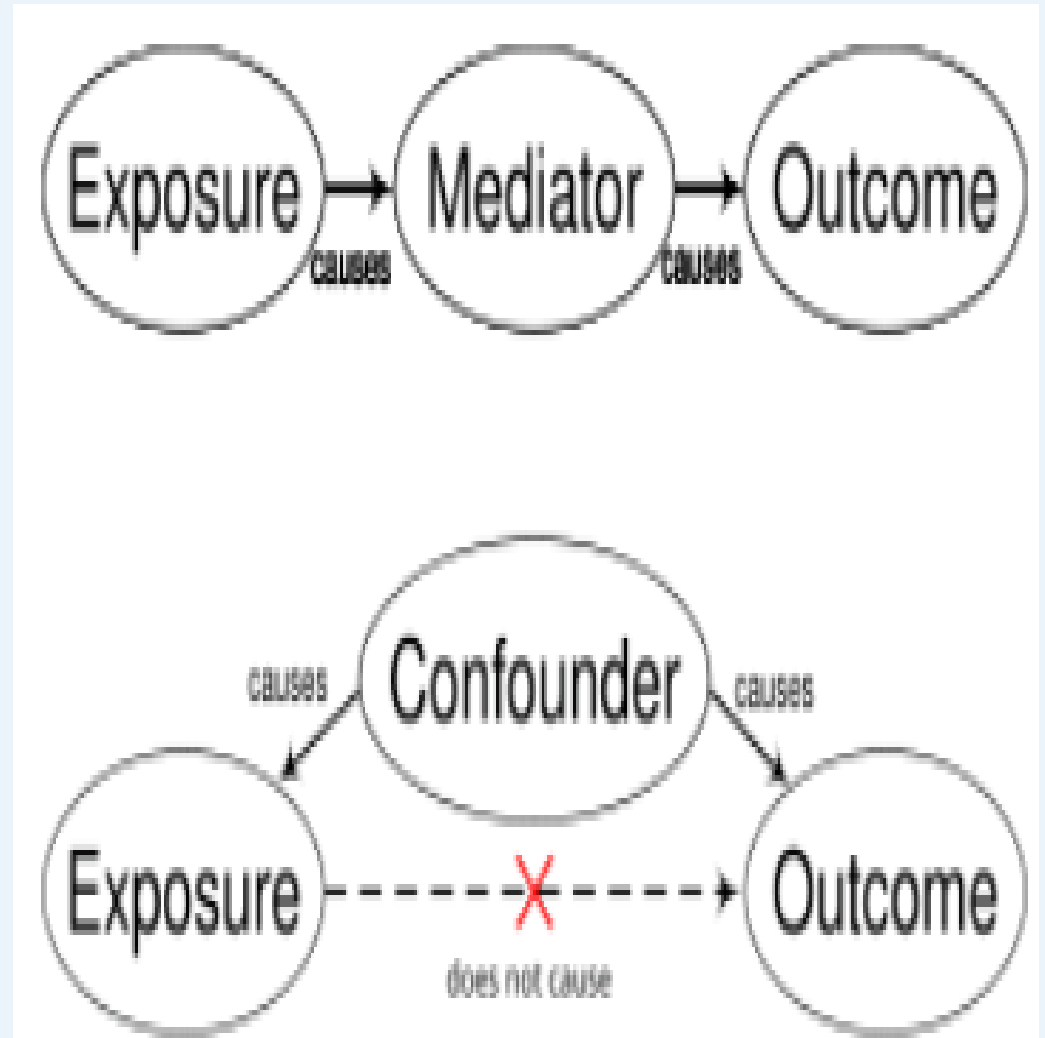 Exposure Mediator Outcome
causes causes
Confounder
causes causes
Exposure Outcome
does not cause